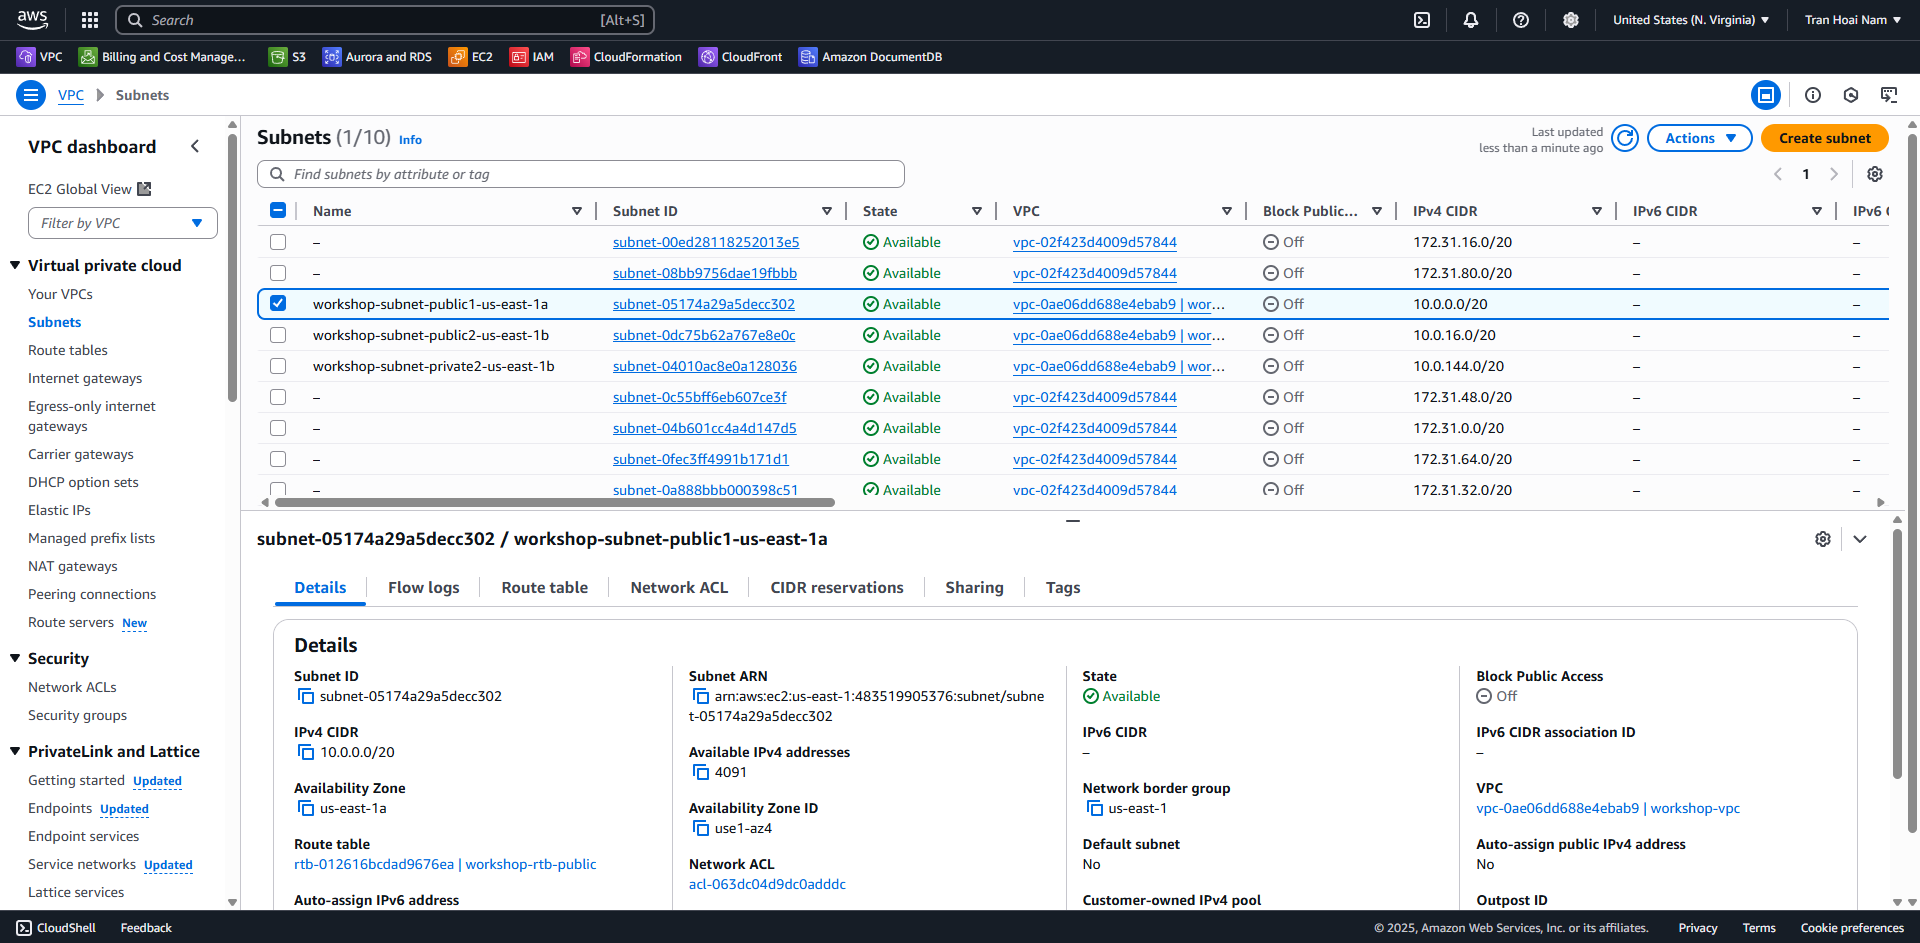 aws
Search [Alt+S]
United States (N. Virginia) Tran Hoai Nam
VPC Billing and Cost Manage... S3 Aurora and RDS EC2 IAM CloudFormation CloudFront Amazon DocumentDB
VPC Subnets
VPC dashboard
EC2 Global View
Filter by VPC
Virtual private cloud
Your VPCs
Subnets
Route tables
Internet gateways
Egress-only internet
gateways
Carrier gateways
DHCP option sets
Elastic IPs
Managed prefix lists
NAT gateways
Peering connections
Route servers New
Security
Network ACLs
Security groups
PrivateLink and Lattice
Getting started Updated
Endpoints Updated
Endpoint services
Service networks Updated
Lattice services
Subnets (1/10) Info
Last updated
less than a minute ago
Actions
Create subnet
Find subnets by attribute or tag
1
Name Subnet ID State VPC Block Public... IPv4 CIDR IPv6 CIDR IPv6
– subnet-00ed28118252013e5 Available vpc-02f423d4009d57844 Off 172.31.16.0/20 – –
– subnet-08bb9756dae19fbbb Available vpc-02f423d4009d57844 Off 172.31.80.0/20 – –
workshop-subnet-public1-us-east-1a subnet-05174a29a5decc302 Available vpc-0ae06dd688e4ebab9 | wor... Off 10.0.0.0/20 – –
workshop-subnet-public2-us-east-1b subnet-0dc75b62a767e8e0c Available vpc-0ae06dd688e4ebab9 | wor... Off 10.0.16.0/20 – –
workshop-subnet-private2-us-east-1b subnet-04010ac8e0a128036 Available vpc-0ae06dd688e4ebab9 | wor... Off 10.0.144.0/20 – –
– subnet-0c55bff6eb607ce3f Available vpc-02f423d4009d57844 Off 172.31.48.0/20 – –
– subnet-04b601cc4a4d147d5 Available vpc-02f423d4009d57844 Off 172.31.0.0/20 – –
– subnet-0fec3ff4991b171d1 Available vpc-02f423d4009d57844 Off 172.31.64.0/20 – –
– subnet-0a888bbb000398c51 Available vpc-02f423d4009d57844 Off 172.31.32.0/20 – –
subnet-05174a29a5decc302 / workshop-subnet-public1-us-east-1a
Details Flow logs Route table Network ACL CIDR reservations Sharing Tags
Details
Subnet ID
subnet-05174a29a5decc302
IPv4 CIDR
10.0.0.0/20
Availability Zone
us-east-1a
Route table
rtb-012616bcdad9676ea | workshop-rtb-public
Auto-assign IPv6 address
Subnet ARN
arn:aws:ec2:us-east-1:483519905376:subnet/subne
t-05174a29a5decc302
Available IPv4 addresses
4091
Availability Zone ID
use1-az4
Network ACL
acl-063dc04d9dc0adddc
State
Available
IPv6 CIDR
–
Network border group
us-east-1
Default subnet
No
Customer-owned IPv4 pool
Block Public Access
Off
IPv6 CIDR association ID
–
VPC
vpc-0ae06dd688e4ebab9 | workshop-vpc
Auto-assign public IPv4 address
No
Outpost ID
CloudShell Feedback © 2025, Amazon Web Services, Inc. or its affiliates. Privacy Terms Cookie preferences